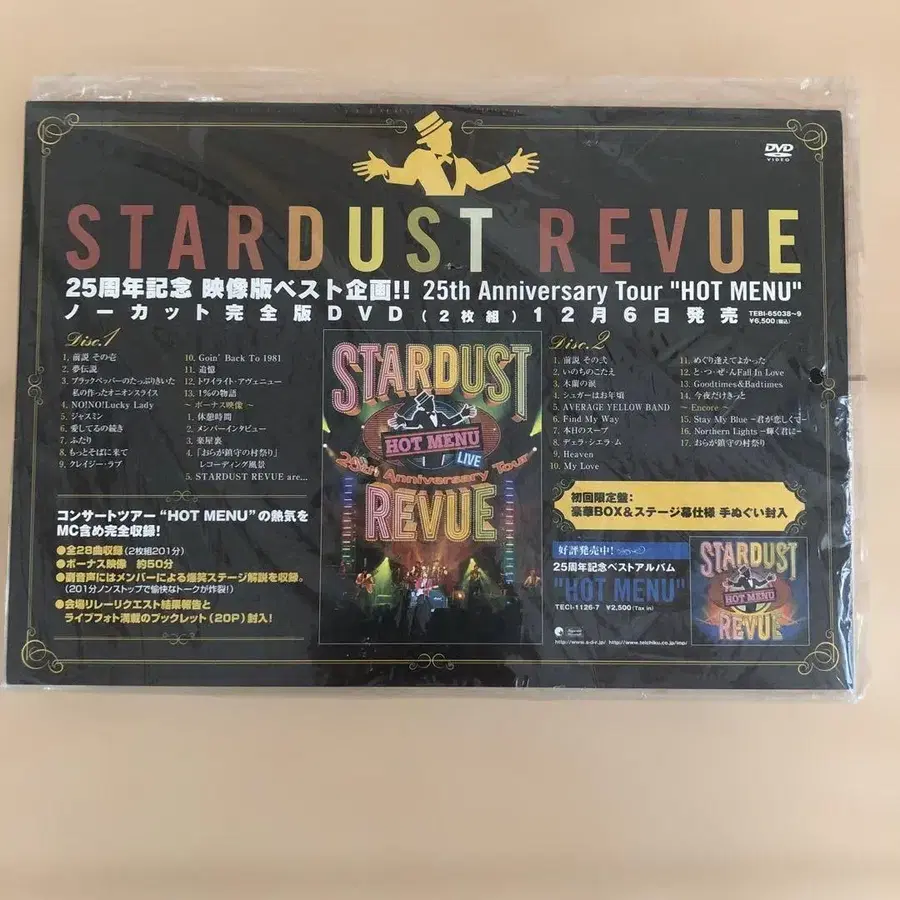 DVD
VIDEO
STARDUST REVUE
25周年記念 映像版ベスト企画!! 25th Anniversary Tour "HOT MENU"
ノーカット完全版DVD(2枚組)12月6日発売
TEBI-65038~9
¥6,500(税込)
Disc.1
1. 前説 その壱
2. 夢伝説
3. ブラックペッパーのたっぷりきいた
私の作ったオニオンスライス
4. NO!NO!Lucky Lady
5. ジャスミン
6. 愛してるの続き
7. ふたり
8. もっとそばに来て
9. クレイジー・ラブ
10. Goin' Back To 1981
11. 追憶
12. トワイライト・アヴェニュー
13. 1%の物語
~ ボーナス映像 ~
1. 休憩時間
2. メンバーインタビュー
3. 楽屋裏
4. 「おらが鎮守の村祭り」
レコーディング風景
5. STARDUST REVUE are...
STARDUST
HOT MENU
LIVE
25th Anniversary Tour
REVUE
Disc.2
1. 前説 その弐
2. いのちのこたえ
3. 木蘭の涙
4. シュガーはお年頃
5. AVERAGE YELLOW BAND
6. Find My Way
7. 本日のスープ
8. デェラ・シエラ・ム
9. Heaven
10. My Love
11. めぐり逢えてよかった
12. と・つ・ぜ・んFall In Love
13. Goodtimes&Badtimes
14. 今夜だけきっと
~ Encore ~
15. Stay My Blue −君が恋しくて−
16. Northern Lights −輝く君に−
17. おらが鎮守の村祭り
コンサートツアー“HOT MENU”の熱気を
MC含め完全収録!
●全28曲収録(2枚組201分)
●ボーナス映像 約50分
●副音声にはメンバーによる爆笑ステージ解説を収録。
(201分ノンストップで愉快なトークが炸裂!)
●会場リレーリクエスト結果報告と
ライブフォト満載のブックレット(20P)封入!
初回限定盤:
豪華BOX&ステージ幕仕様 手ぬぐい封入
好評発売中!
25周年記念ベストアルバム
"HOT MENU"
TECI-1126-7 ¥2,500(Tax in)
http://www.s-d-r.jp/ http://www.teichiku.co.jp/imp/
STARDUST
HOT MENU
REVUE